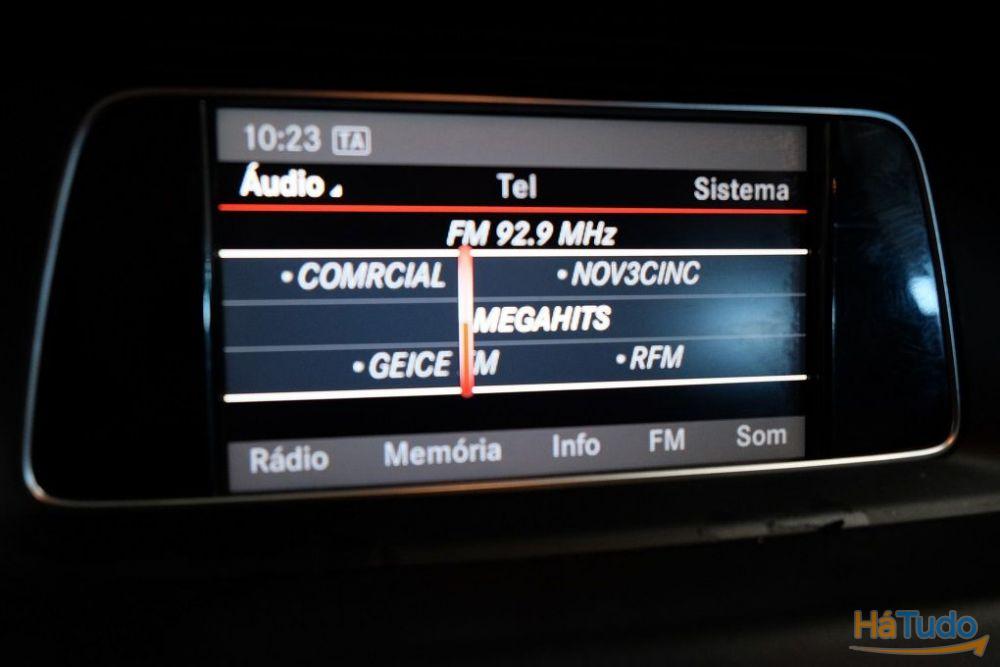 10:23 TA
Áudio Tel Sistema
FM 92.9 MHz
•COMRCIAL •NOV3CINC
MEGAHITS
•GEICE FM •RFM
Rádio Memória Info FM Som
HáTudo